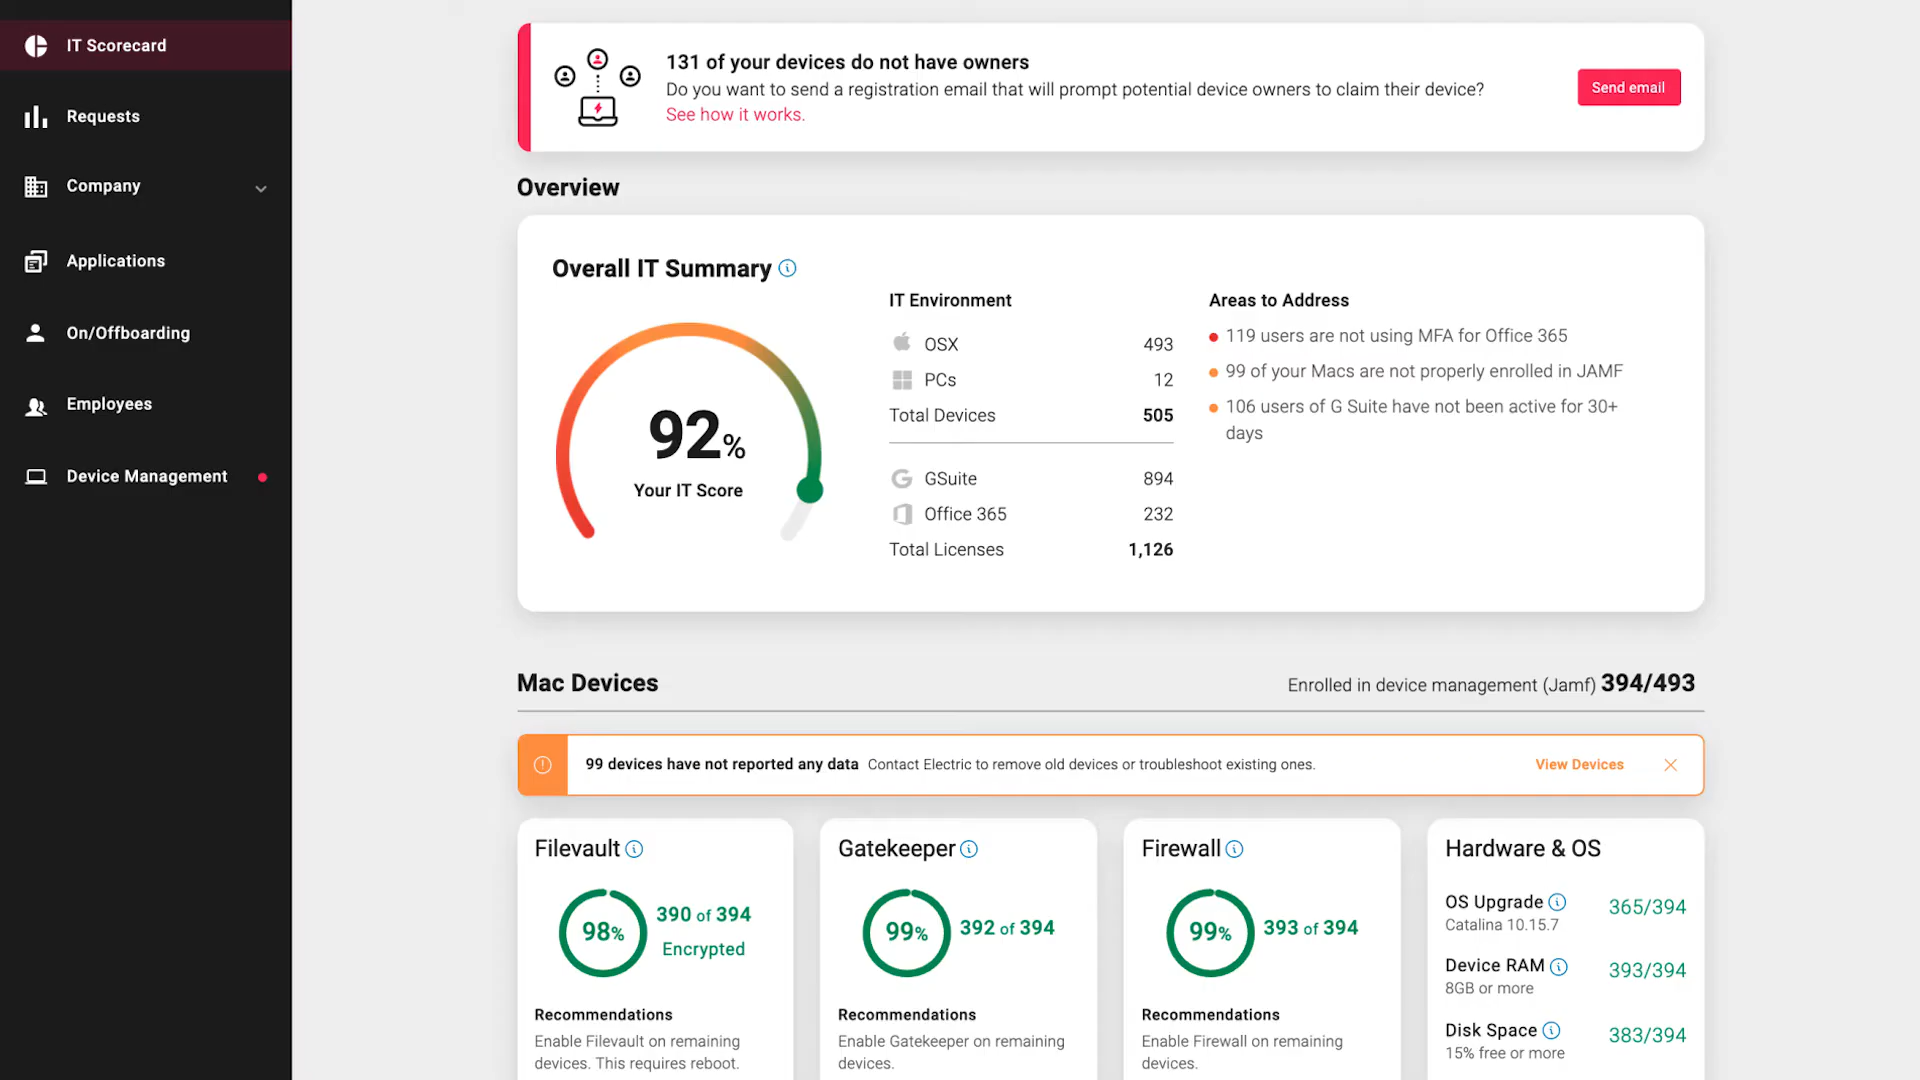 IT Scorecard
Requests
Company
Applications
On/Offboarding
Employees
Device Management
131 of your devices do not have owners
Do you want to send a registration email that will prompt potential device owners to claim their device?
See how it works.
Send email
Overview
Overall IT Summary
92%
Your IT Score
IT Environment
OSX 493
PCs 12
Total Devices 505
GSuite 894
Office 365 232
Total Licenses 1,126
Areas to Address
119 users are not using MFA for Office 365
99 of your Macs are not properly enrolled in JAMF
106 users of G Suite have not been active for 30+
days
Mac Devices
Enrolled in device management (Jamf) 394/493
99 devices have not reported any data Contact Electric to remove old devices or troubleshoot existing ones.
View Devices
Filevault
98%
390 of 394
Encrypted
Recommendations
Enable Filevault on remaining
devices. This requires reboot.
Gatekeeper
99%
392 of 394
Recommendations
Enable Gatekeeper on remaining
devices.
Firewall
99%
393 of 394
Recommendations
Enable Firewall on remaining
devices.
Hardware & OS
OS Upgrade 365/394
Catalina 10.15.7
Device RAM 393/394
8GB or more
Disk Space 383/394
15% free or more